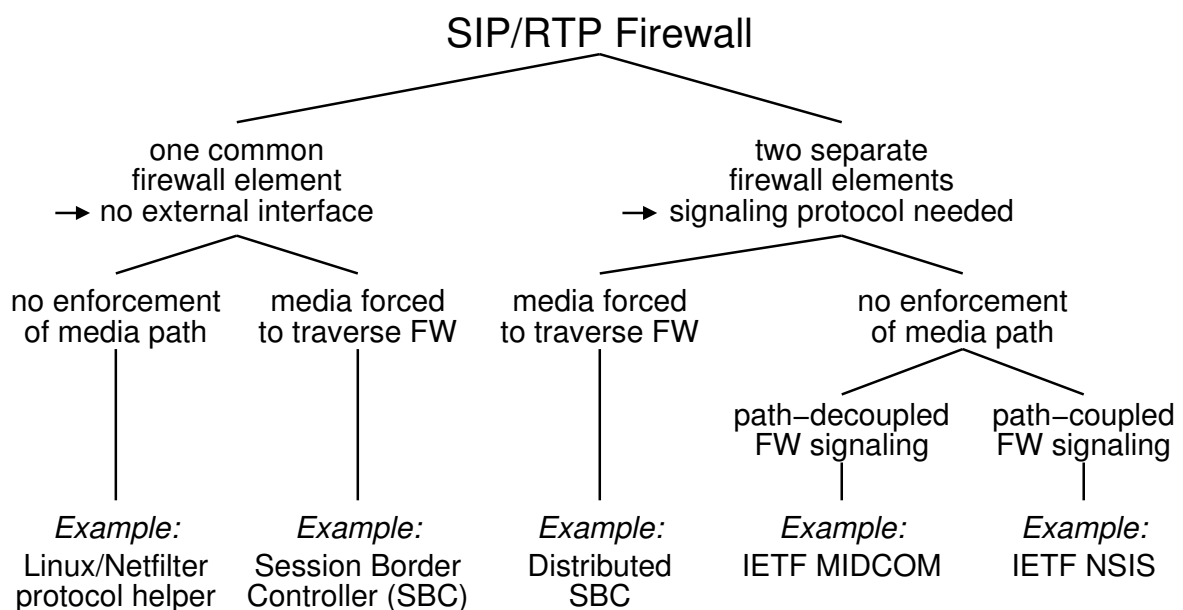 SIP/RTP Firewall
one common
firewall element
→ no external interface
two separate
firewall elements
→ signaling protocol needed
no enforcement
of media path
media forced
to traverse FW
media forced
to traverse FW
no enforcement
of media path
path−decoupled
FW signaling
path−coupled
FW signaling
Example:
Linux/Netfilter
protocol helper
Example:
Session Border
Controller (SBC)
Example:
Distributed
SBC
Example:
IETF MIDCOM
Example:
IETF NSIS